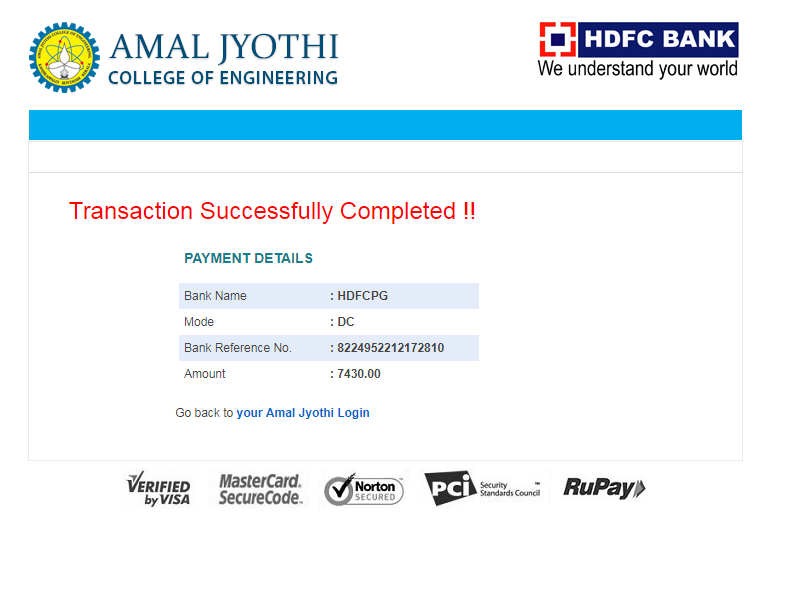 AMAL JYOTHI
COLLEGE OF ENGINEERING
HDFC BANK
We understand your world
Transaction Successfully Completed !!
PAYMENT DETAILS
Bank Name : HDFCPG
Mode : DC
Bank Reference No. : 8224952212172810
Amount : 7430.00
Go back to your Amal Jyothi Login
VERIFIED
by VISA
MasterCard.
SecureCode.
Norton
SECURED
PCi
Security
Standards Council
™
RuPay